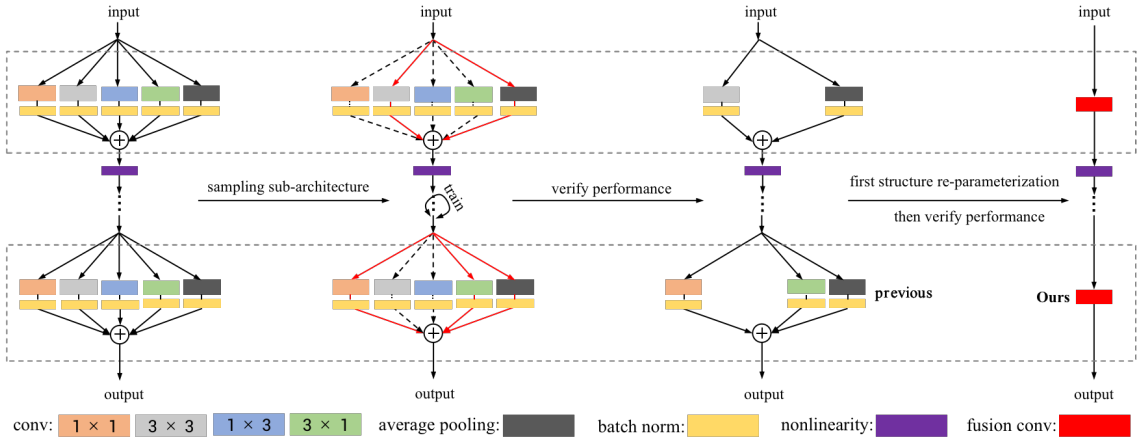 input input input input
sampling sub-architecture
train
verify performance
first structure re-parameterization
then verify performance
previous
Ours
output output output output
conv: 1 × 1 3 × 3 1 × 3 3 × 1 average pooling: batch norm: nonlinearity: fusion conv: